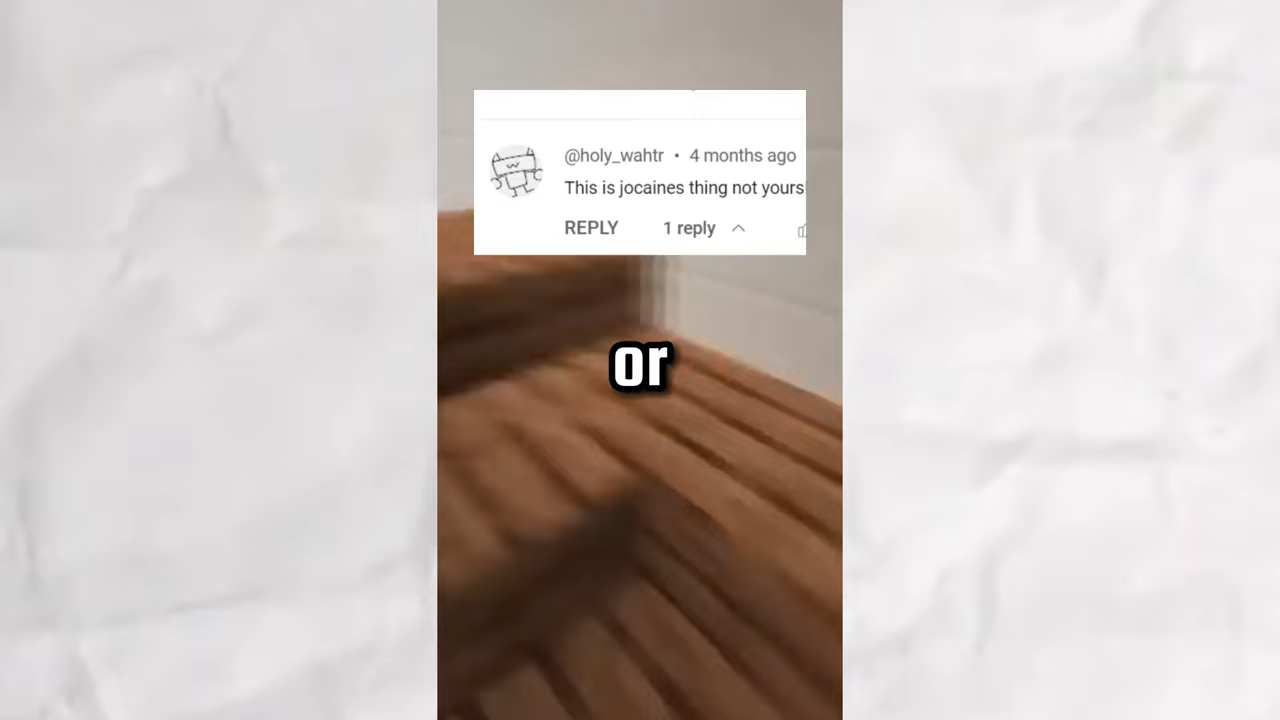 @holy_wahtr • 4 months ago
This is jocaines thing not yours
REPLY 1 reply
or